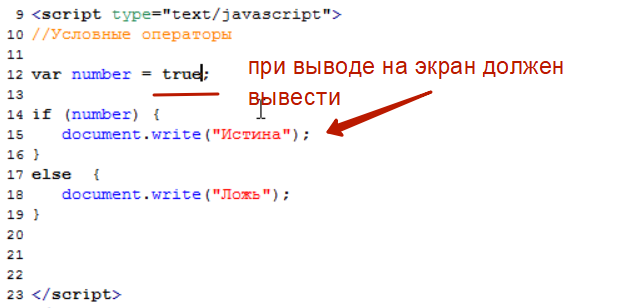 9 <script type="text/javascript">
10 //Условные операторы
11
12 var number = true;
при выводе на экран должен
вывести
13
14 if (number) {
15 document.write("Истина");
16 }
17 else {
18 document.write("Ложь");
19 }
20
21
22
23 </script>